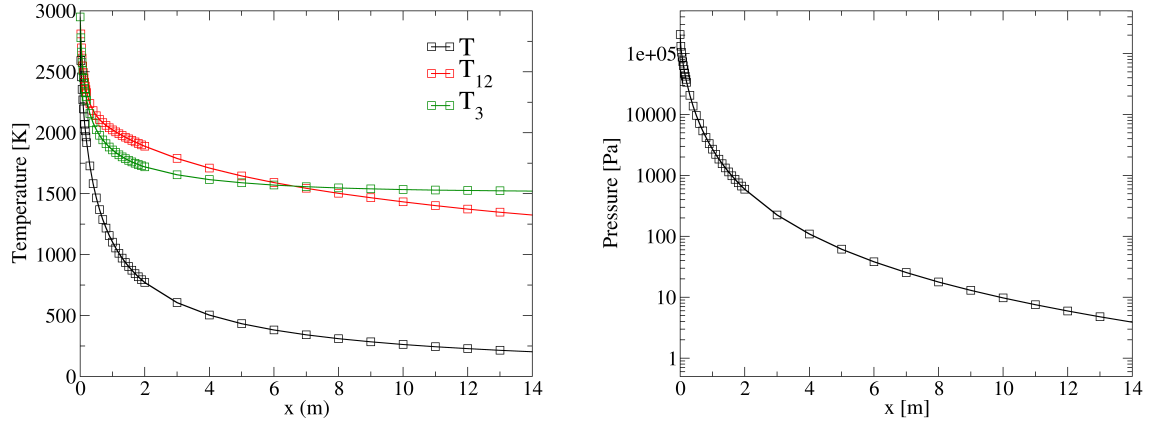 3000
2500
2000
1500
1000
500
0
Temperature [K]
0 2 4 6 8 10 12 14
x (m)
T
T12
T3
1e+05
10000
1000
100
10
1
Pressure [Pa]
0 2 4 6 8 10 12 14
x [m]